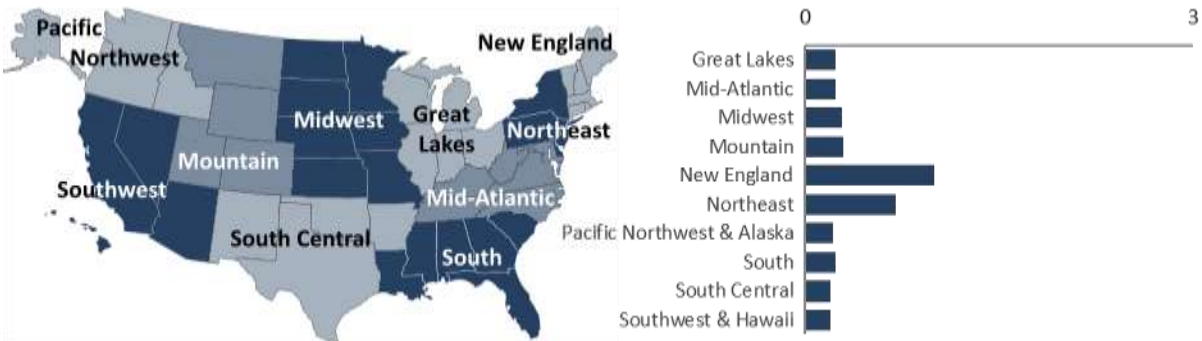 Pacific
Northwest
New England
Great
Lakes
Midwest
Northeast
Mountain
Southwest
Mid-Atlantic
South Central
South
0 3
Great Lakes
Mid-Atlantic
Midwest
Mountain
New England
Northeast
Pacific Northwest & Alaska
South
South Central
Southwest & Hawaii